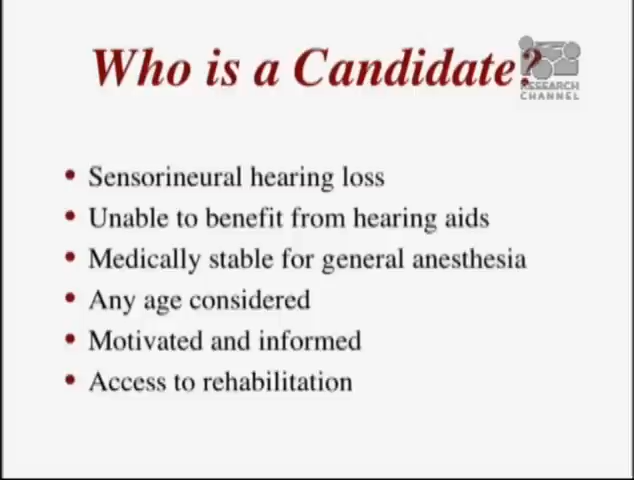 Who is a Candidate?
RESEARCH
CHANNEL
• Sensorineural hearing loss
• Unable to benefit from hearing aids
• Medically stable for general anesthesia
• Any age considered
• Motivated and informed
• Access to rehabilitation